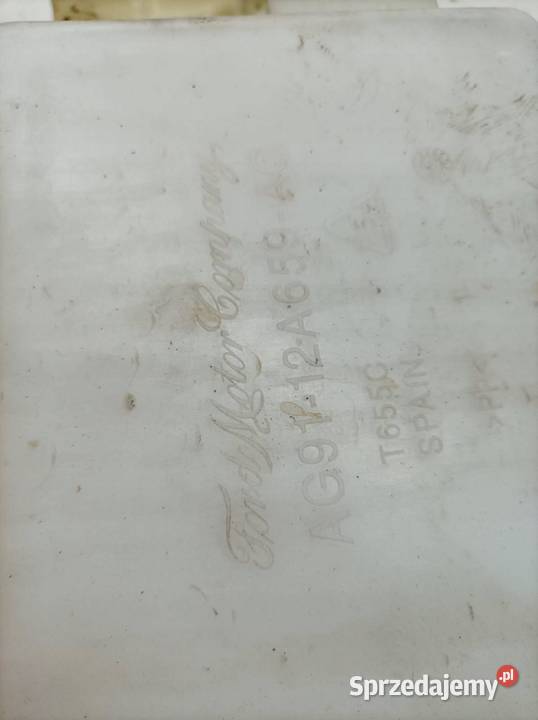 Ford Motor Company
AG91-12A659
T655C
SPAIN
>PP<
Sprzedajemy.pl